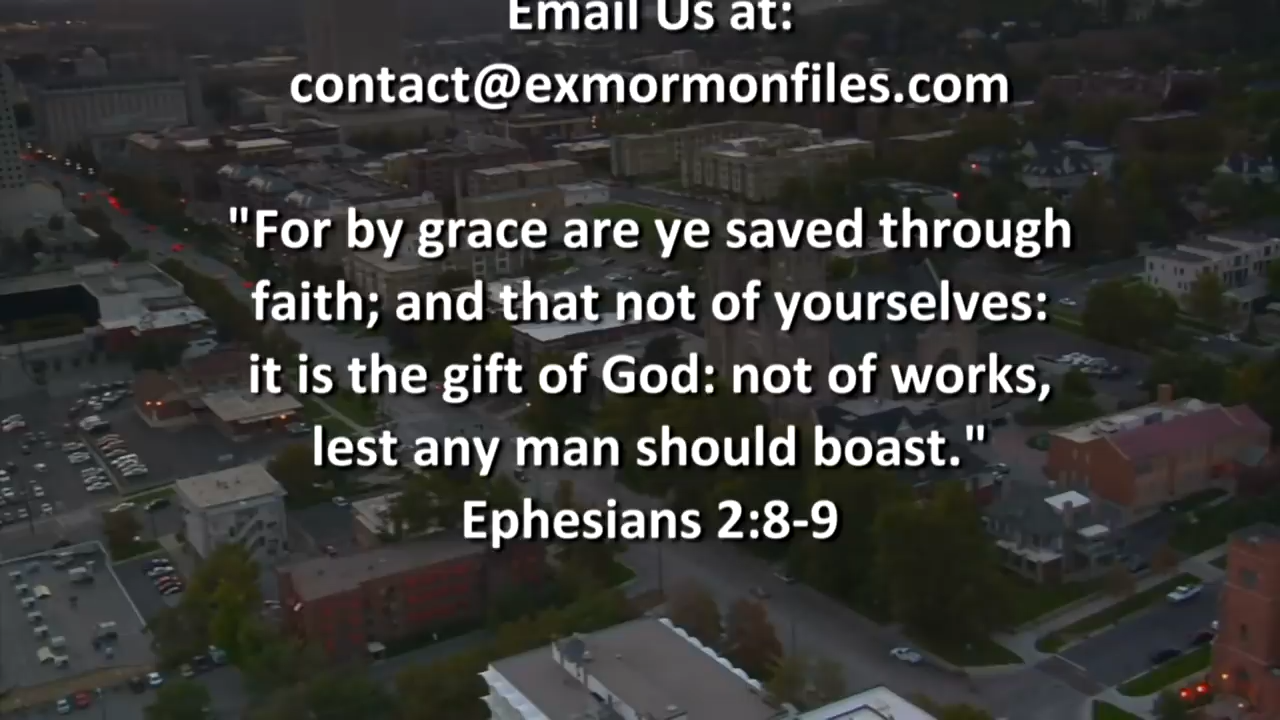 Email Us at:
contact@exmormonfiles.com
"For by grace are ye saved through
faith; and that not of yourselves:
it is the gift of God: not of works,
lest any man should boast."
Ephesians 2:8-9